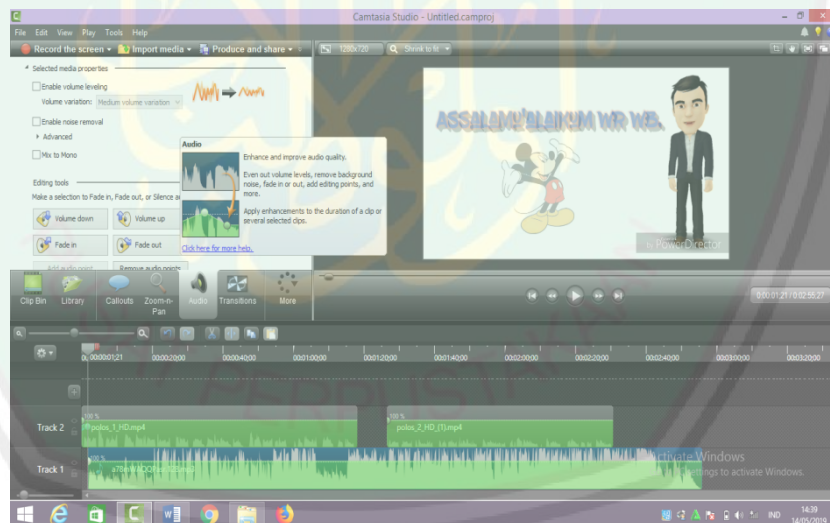 Camtasia Studio - Untitled.camproj
File Edit View Play Tools Help
Record the screen Import media Produce and share 1280x720 Shrink to fit
Selected media properties
Enable volume leveling
Volume variation: Medium volume variation
Enable noise removal
Advanced
Mix to Mono
Editing tools
Make a selection to Fade in, Fade out, or Silence
Volume down Volume up
Fade in Fade out
Add audio point Remove audio points
Audio
Enhance and improve audio quality.
Even out volume levels, remove background
noise, fade in or out, add editing points, and
more.
Apply enhancements to the duration of a clip or
several selected clips.
Click here for more help.
ASSALAMU'ALAIKUM WR WB.
by PowerDirector
Clip Bin Library Callouts Zoom-n-Pan Audio Transitions More
0:00:01;21 / 0:02:55;27
00:00:01;21 00:00:20;00 00:00:40;00 00:01:00;00 00:01:20;00 00:01:40;00 00:02:00;00 00:02:20;00 00:02:40;00 00:03:00;00 00:03:20;00
Track 2 100 % polos_1_HD.mp4 100 % polos_2_HD_(1).mp4
Track 1 100 %
Activate Windows
settings to activate Windows.
PERPUSTAKAAN
IND 14:39
14/05/2019